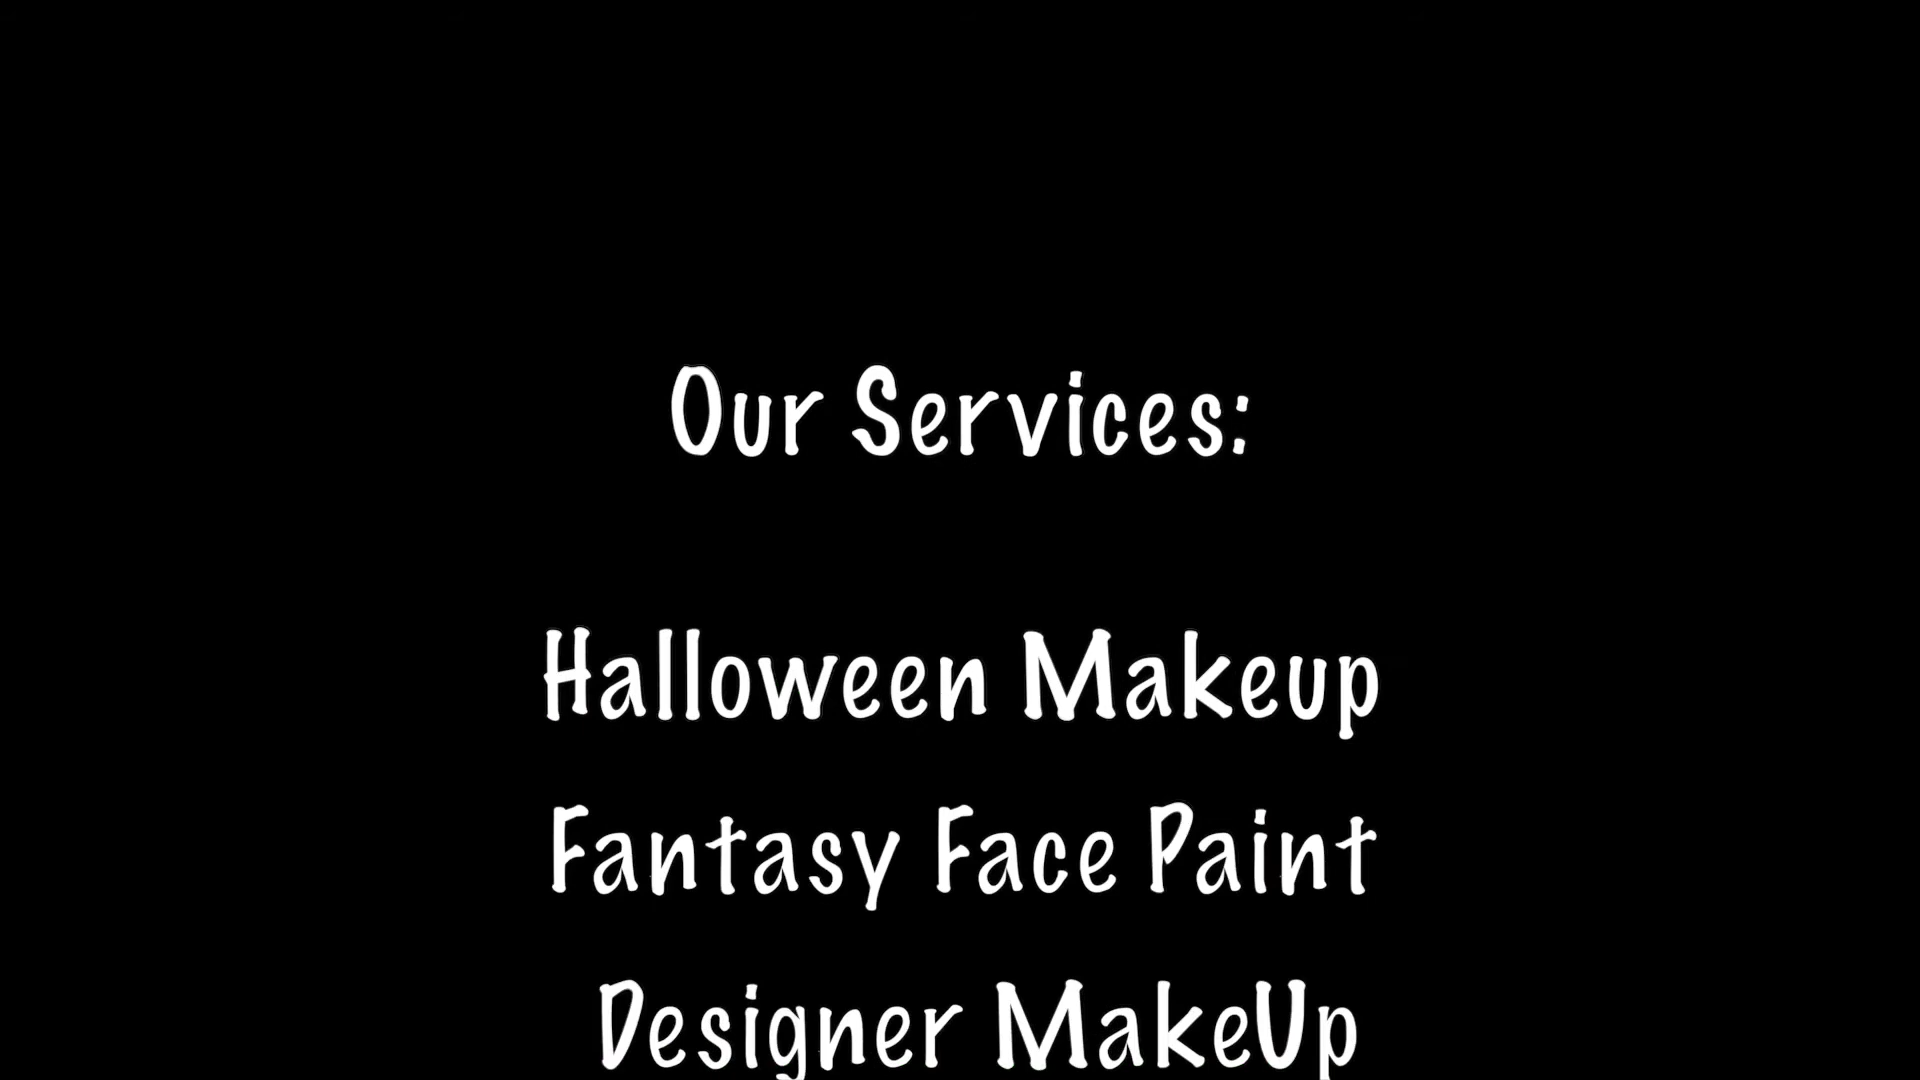 Our Services:
Halloween Makeup
Fantasy Face Paint
Designer MakeUp